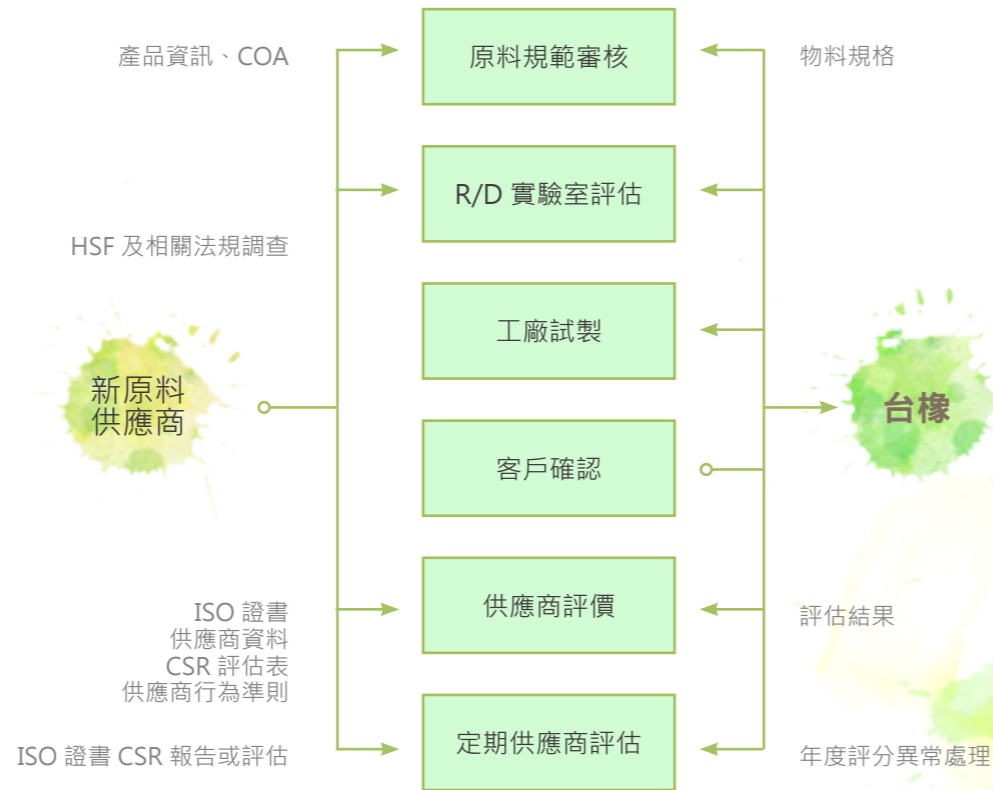 產品資訊、COA
原料規範審核
物料規格
R/D 實驗室評估
HSF 及相關法規調查
工廠試製
新原料
供應商
台橡
客戶確認
ISO 證書
供應商資料
CSR 評估表
供應商行為準則
供應商評價
評估結果
ISO 證書 CSR 報告或評估
定期供應商評估
年度評分異常處理